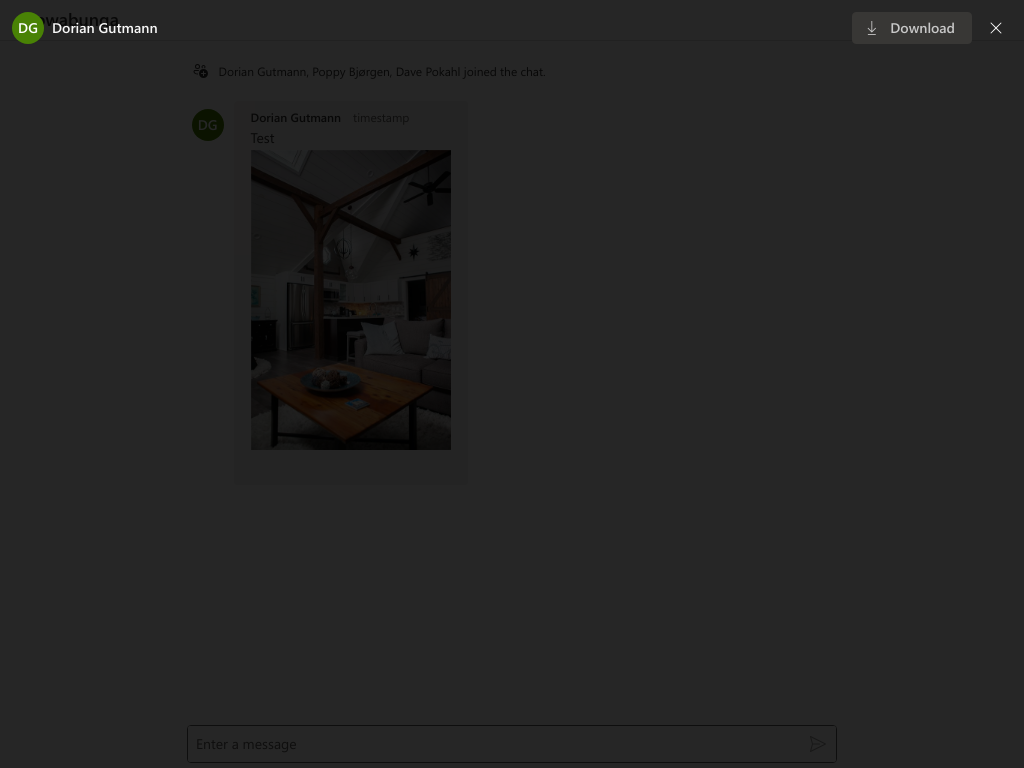 DG
Dorian Gutmann
Download
Dorian Gutmann, Poppy Bjørgen, Dave Pokahl joined the chat.
DG
Dorian Gutmann timestamp
Test
Enter a message